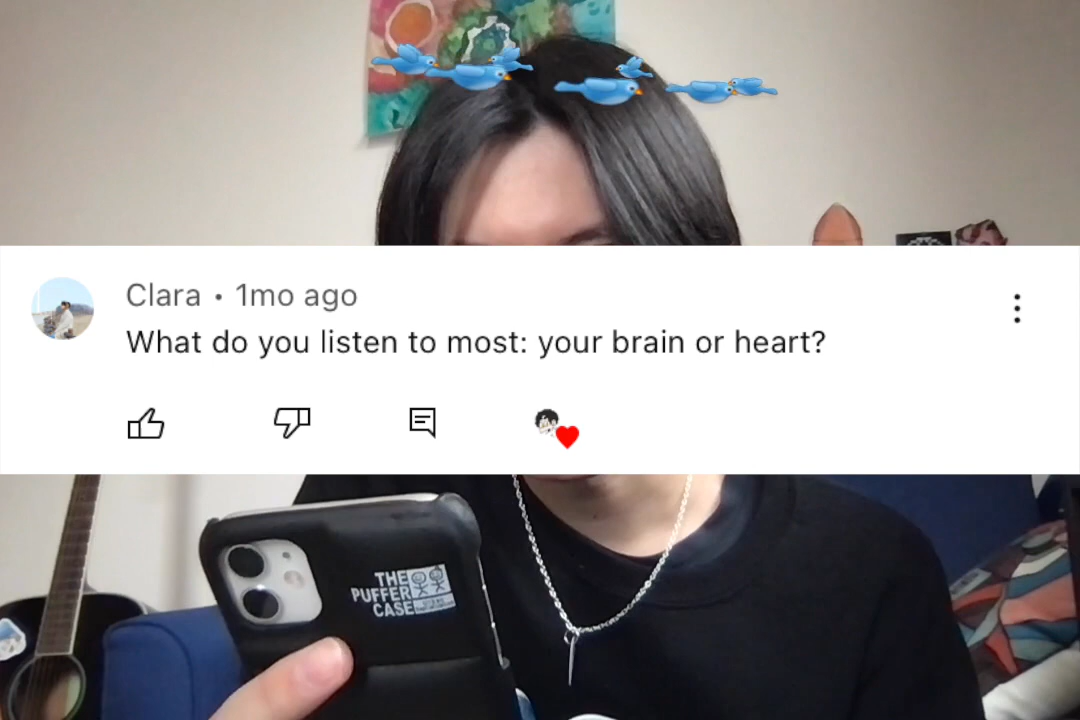 Clara • 1mo ago
What do you listen to most: your brain or heart?
THE
PUFFER
CASE